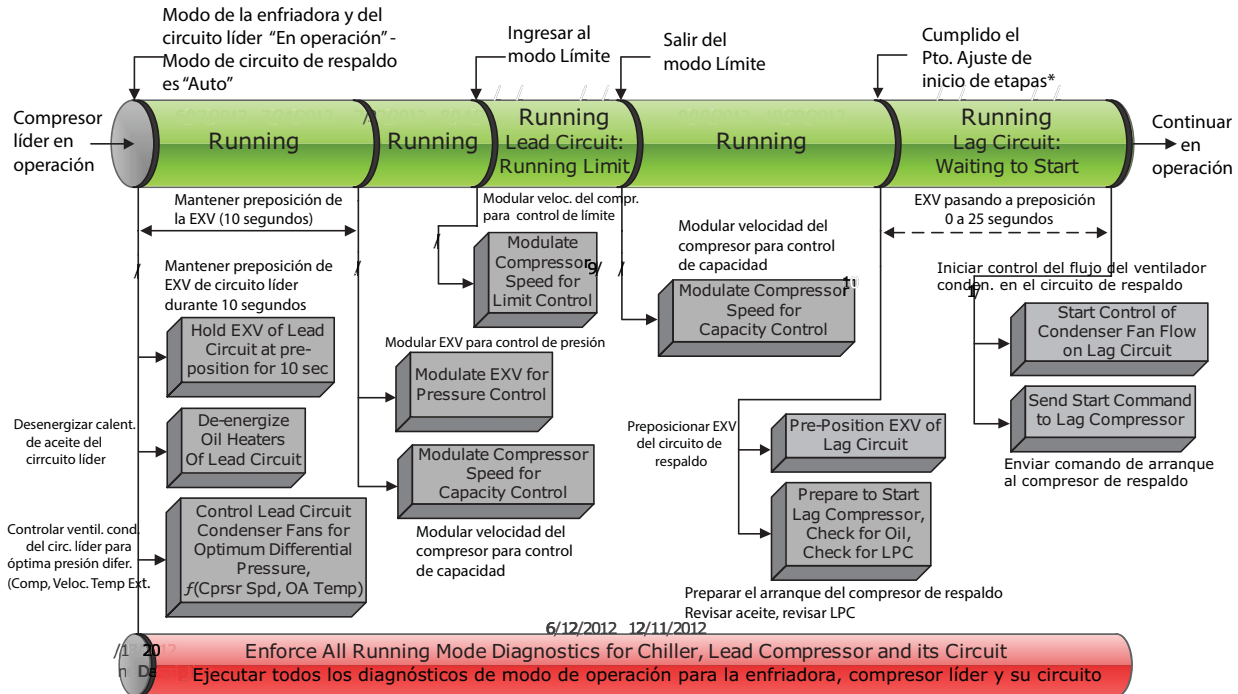 Modo de la enfriadora y del
circuito líder “En operación” -
Modo de circuito de respaldo
es “Auto”
Ingresar al
modo Límite
Salir del
modo Límite
Cumplido el
Pto. Ajuste de
inicio de etapas*
Compresor
líder en
operación
Running
Running
Running
Lead Circuit:
Running Limit
Running
Running
Lag Circuit:
Waiting to Start
Continuar
en
operación
Mantener preposición de
la EXV (10 segundos)
Modular veloc. del compr.
para control de límite
Modular velocidad del
compresor para control
de capacidad
EXV pasando a preposición
0 a 25 segundos
Mantener preposición de
EXV de circuito líder
durante 10 segundos
Modulate
Compressor
Speed for
Limit Control
Modulate Compressor
Speed for
Capacity Control
Iniciar control del flujo del ventilador
conden. en el circuito de respaldo
Hold EXV of Lead
Circuit at pre-
position for 10 sec
Start Control of
Condenser Fan Flow
on Lag Circuit
Modular EXV para control de presión
Modulate EXV for
Pressure Control
Send Start Command
to Lag Compressor
Desenergizar calent.
de aceite del
cirrcuito líder
De-energize
Oil Heaters
Of Lead Circuit
Preposicionar EXV
del circuito de
respaldo
Pre-Position EXV of
Lag Circuit
Enviar comando de arranque
al compresor de respaldo
Modulate Compressor
Speed for
Capacity Control
Prepare to Start
Lag Compressor,
Check for Oil,
Check for LPC
Controlar ventil. cond.
del circ. líder para
óptima presión difer.
(Comp, Veloc. Temp Ext.
Control Lead Circuit
Condenser Fans for
Optimum Differential
Pressure,
ƒ(Cprsr Spd, OA Temp)
Modular velocidad del
compresor para control
de capacidad
Preparar el arranque del compresor de respaldo
Revisar aceite, revisar LPC
6/12/2012 12/11/2012
Enforce All Running Mode Diagnostics for Chiller, Lead Compressor and its Circuit
Ejecutar todos los diagnósticos de modo de operación para la enfriadora, compresor líder y su circuito